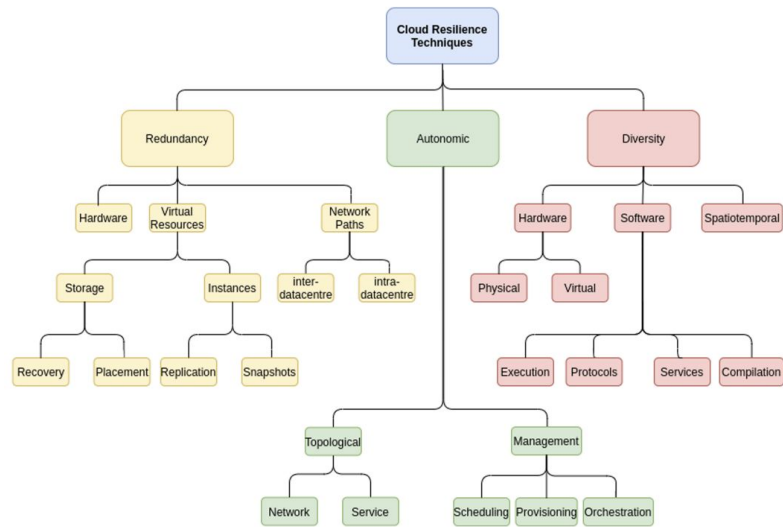 Cloud Resilience
Techniques
Redundancy
Autonomic
Diversity
Hardware
Virtual
Resources
Network
Paths
Hardware
Software
Spatiotemporal
Storage
Instances
inter-
datacentre
intra-
datacentre
Physical
Virtual
Recovery
Placement
Replication
Snapshots
Execution
Protocols
Services
Compilation
Topological
Management
Network
Service
Scheduling
Provisioning
Orchestration